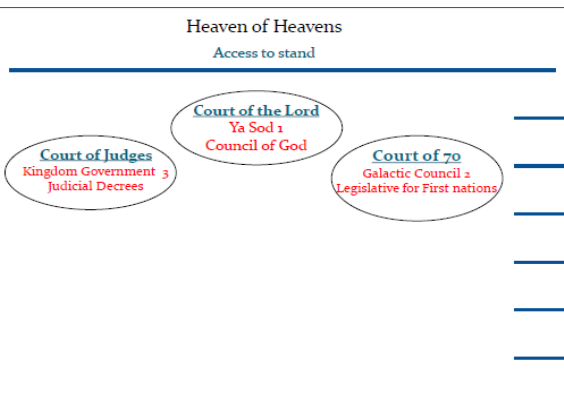 Heaven of Heavens
Access to stand
Court of the Lord
Ya Sod 1
Council of God
Court of Judges
Kingdom Government 3
Judicial Decrees
Court of 70
Galactic Council 2
Legislative for First nations